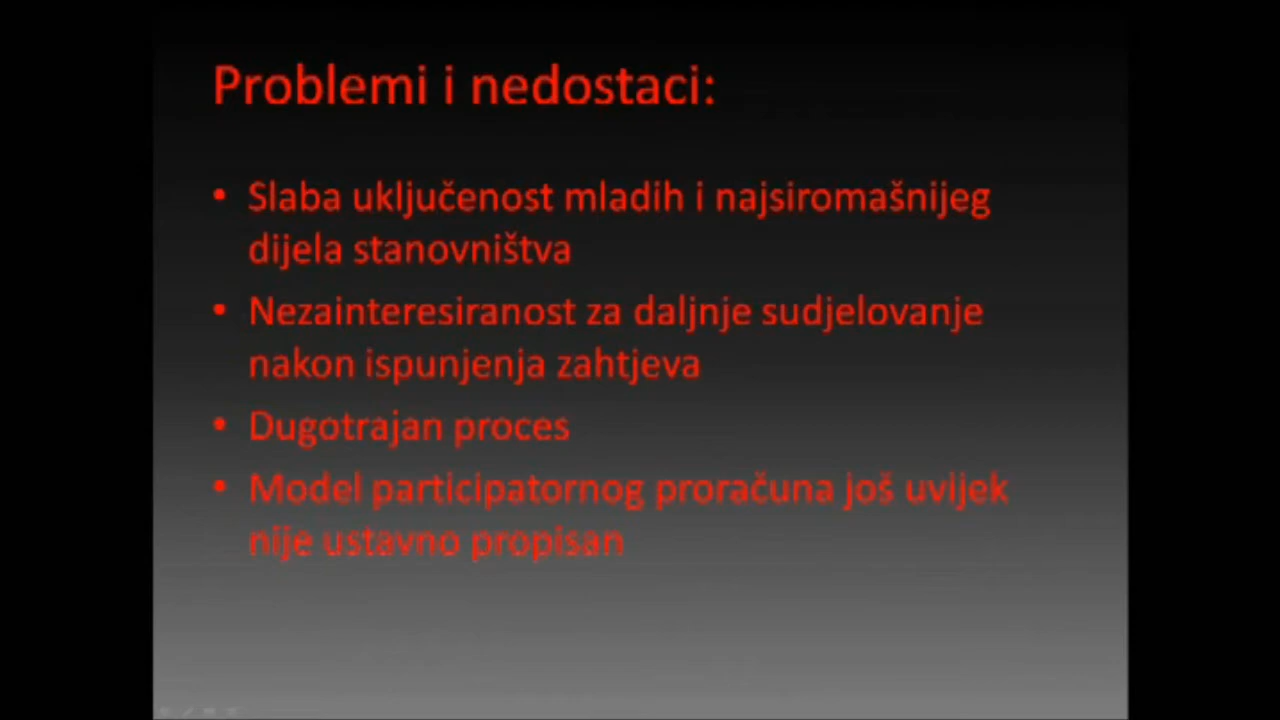 Problemi i nedostaci:
• Slaba uključenost mladih i najsiromašnijeg
dijela stanovništva
• Nezainteresiranost za daljnje sudjelovanje
nakon ispunjenja zahtjeva
• Dugotrajan proces
• Model participatornog proračuna još uvijek
nije ustavno propisan